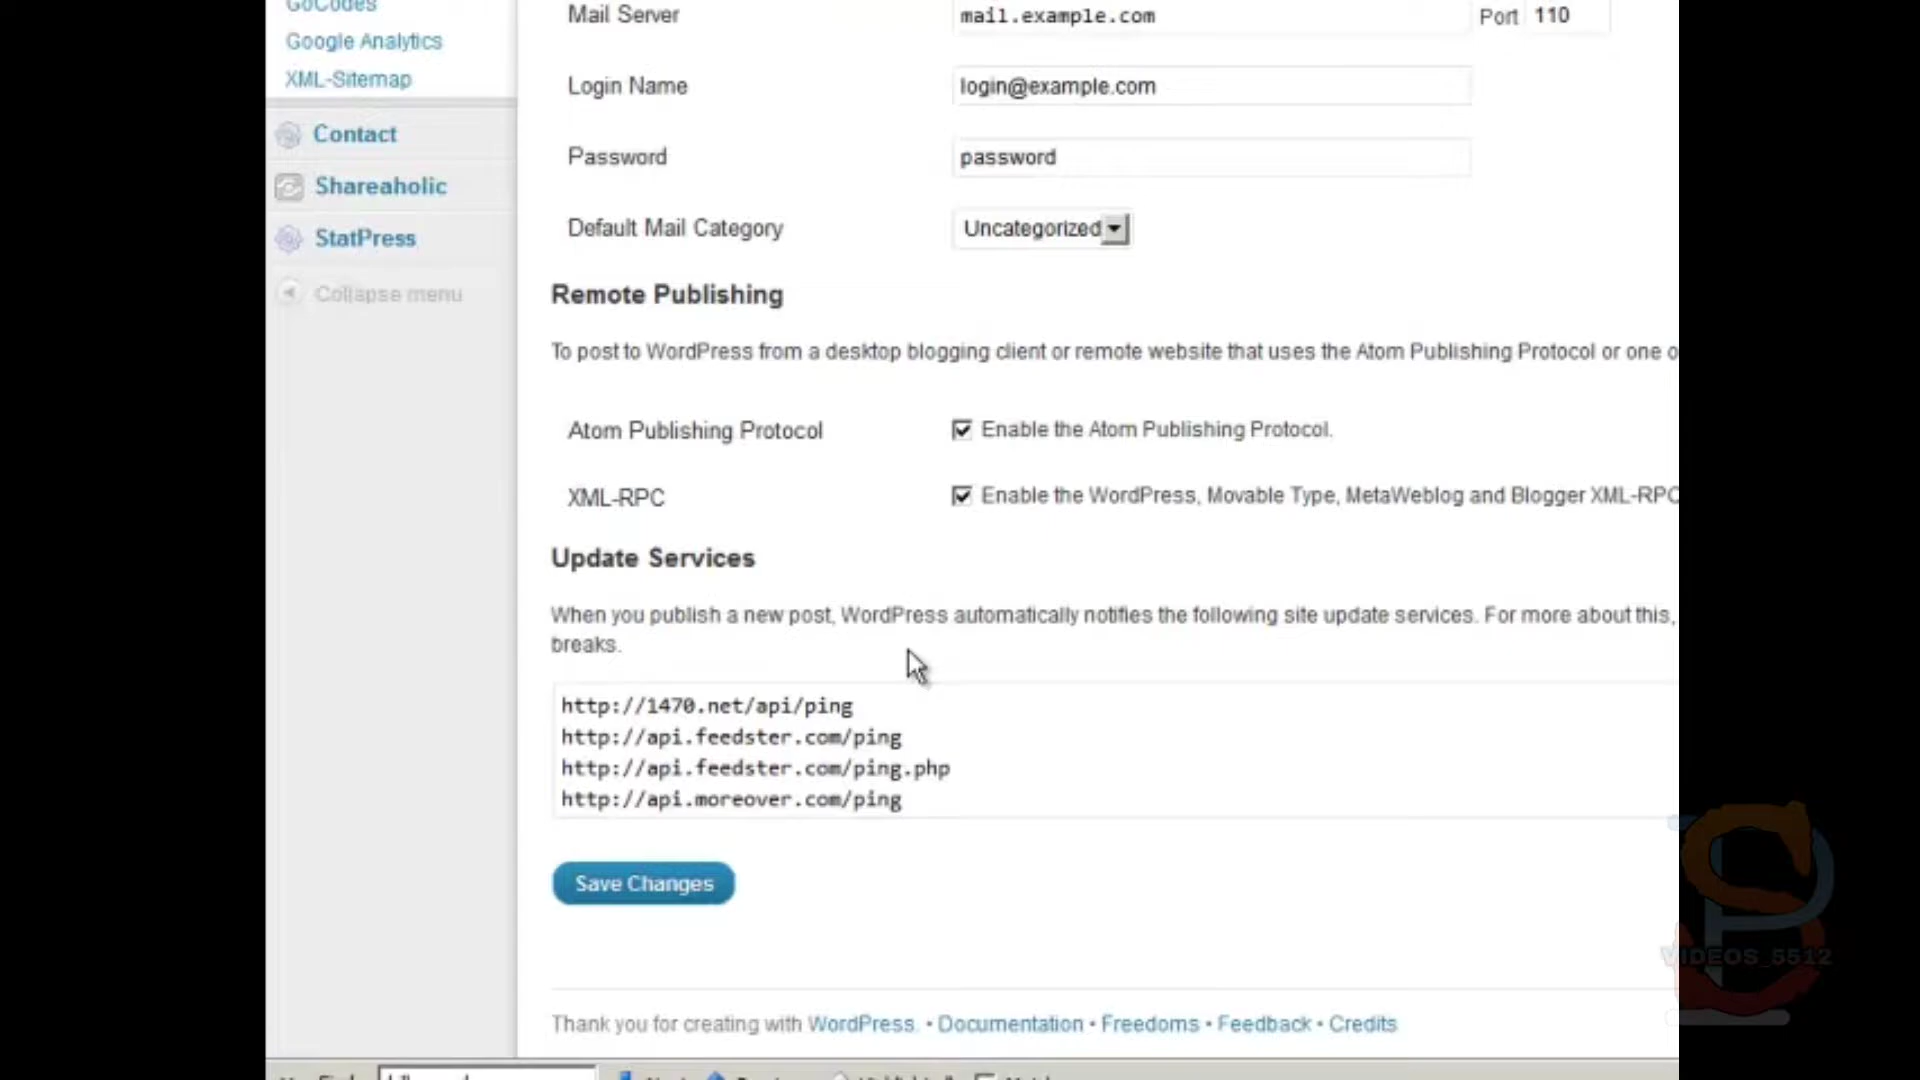 GoCodes
Mail Server mail.example.com Port 110
Google Analytics
XML-Sitemap
Login Name login@example.com
Contact
Password password
Shareaholic
Default Mail Category Uncategorized
StatPress
Collapse menu
Remote Publishing
To post to WordPress from a desktop blogging client or remote website that uses the Atom Publishing Protocol or one o
Atom Publishing Protocol Enable the Atom Publishing Protocol.
XML-RPC Enable the WordPress, Movable Type, MetaWeblog and Blogger XML-RPC
Update Services
When you publish a new post, WordPress automatically notifies the following site update services. For more about this,
breaks.
http://1470.net/api/ping
http://api.feedster.com/ping
http://api.feedster.com/ping.php
http://api.moreover.com/ping
Save Changes
VIDEOS_5512
Thank you for creating with WordPress. • Documentation • Freedoms • Feedback • Credits